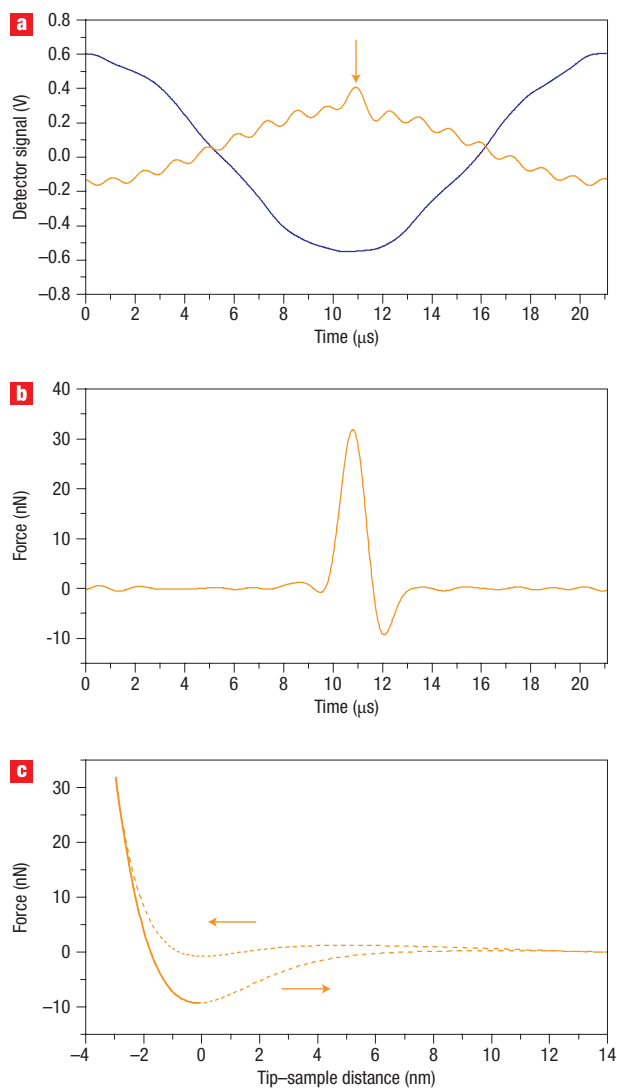 a
Detector signal (V)
0.8
0.6
0.4
0.2
0.0
–0.2
–0.4
–0.6
–0.8
0 2 4 6 8 10 12 14 16 18 20
Time (μs)
b
Force (nN)
40
30
20
10
0
-10
0 2 4 6 8 10 12 14 16 18 20
Time (μs)
c
Force (nN)
30
20
10
0
–10
–4 –2 0 2 4 6 8 10 12 14
Tip–sample distance (nm)